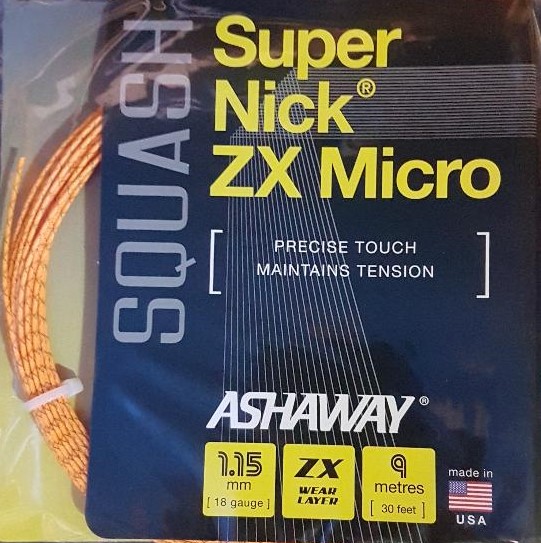 SQUASH
Super
Nick®
ZX Micro
PRECISE TOUCH
MAINTAINS TENSION
ASHAWAY®
1.15
mm
[ 18 gauge ]
ZX
WEAR
LAYER
9
metres
[ 30 feet ]
made in
USA